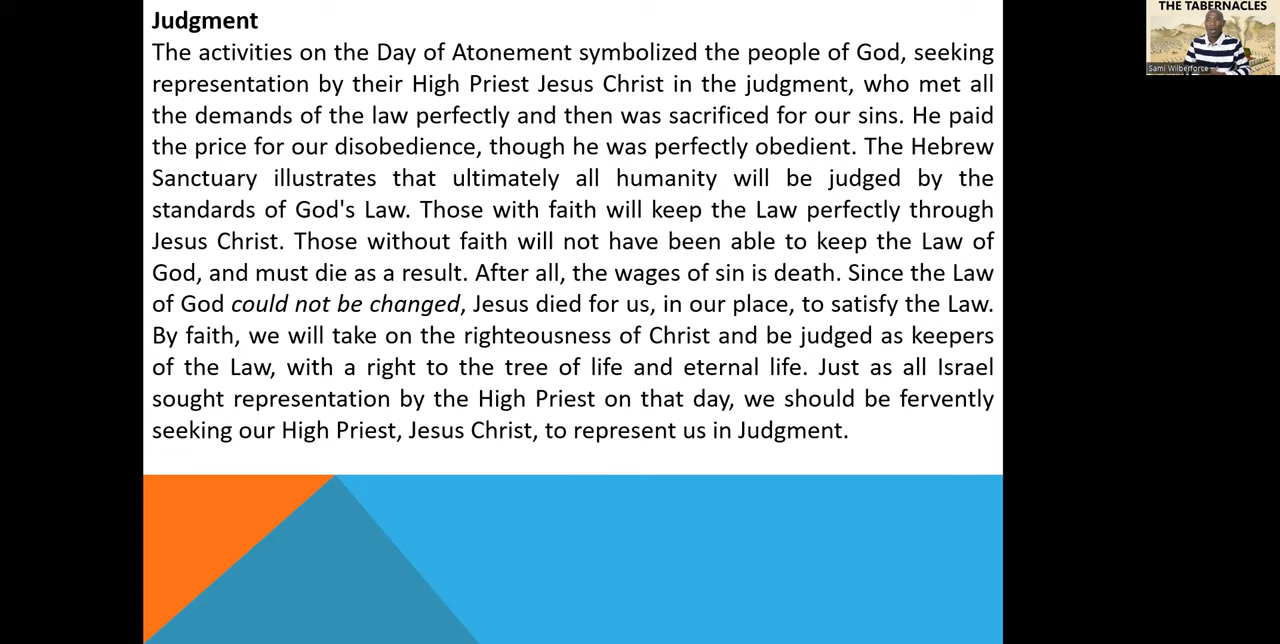 Judgment
The activities on the Day of Atonement symbolized the people of God, seeking
representation by their High Priest Jesus Christ in the judgment, who met all
the demands of the law perfectly and then was sacrificed for our sins. He paid
the price for our disobedience, though he was perfectly obedient. The Hebrew
Sanctuary illustrates that ultimately all humanity will be judged by the
standards of God's Law. Those with faith will keep the Law perfectly through
Jesus Christ. Those without faith will not have been able to keep the Law of
God, and must die as a result. After all, the wages of sin is death. Since the Law
of God could not be changed, Jesus died for us, in our place, to satisfy the Law.
By faith, we will take on the righteousness of Christ and be judged as keepers
of the Law, with a right to the tree of life and eternal life. Just as all Israel
sought representation by the High Priest on that day, we should be fervently
seeking our High Priest, Jesus Christ, to represent us in Judgment.
THE TABERNACLES
Sami Wilberforce